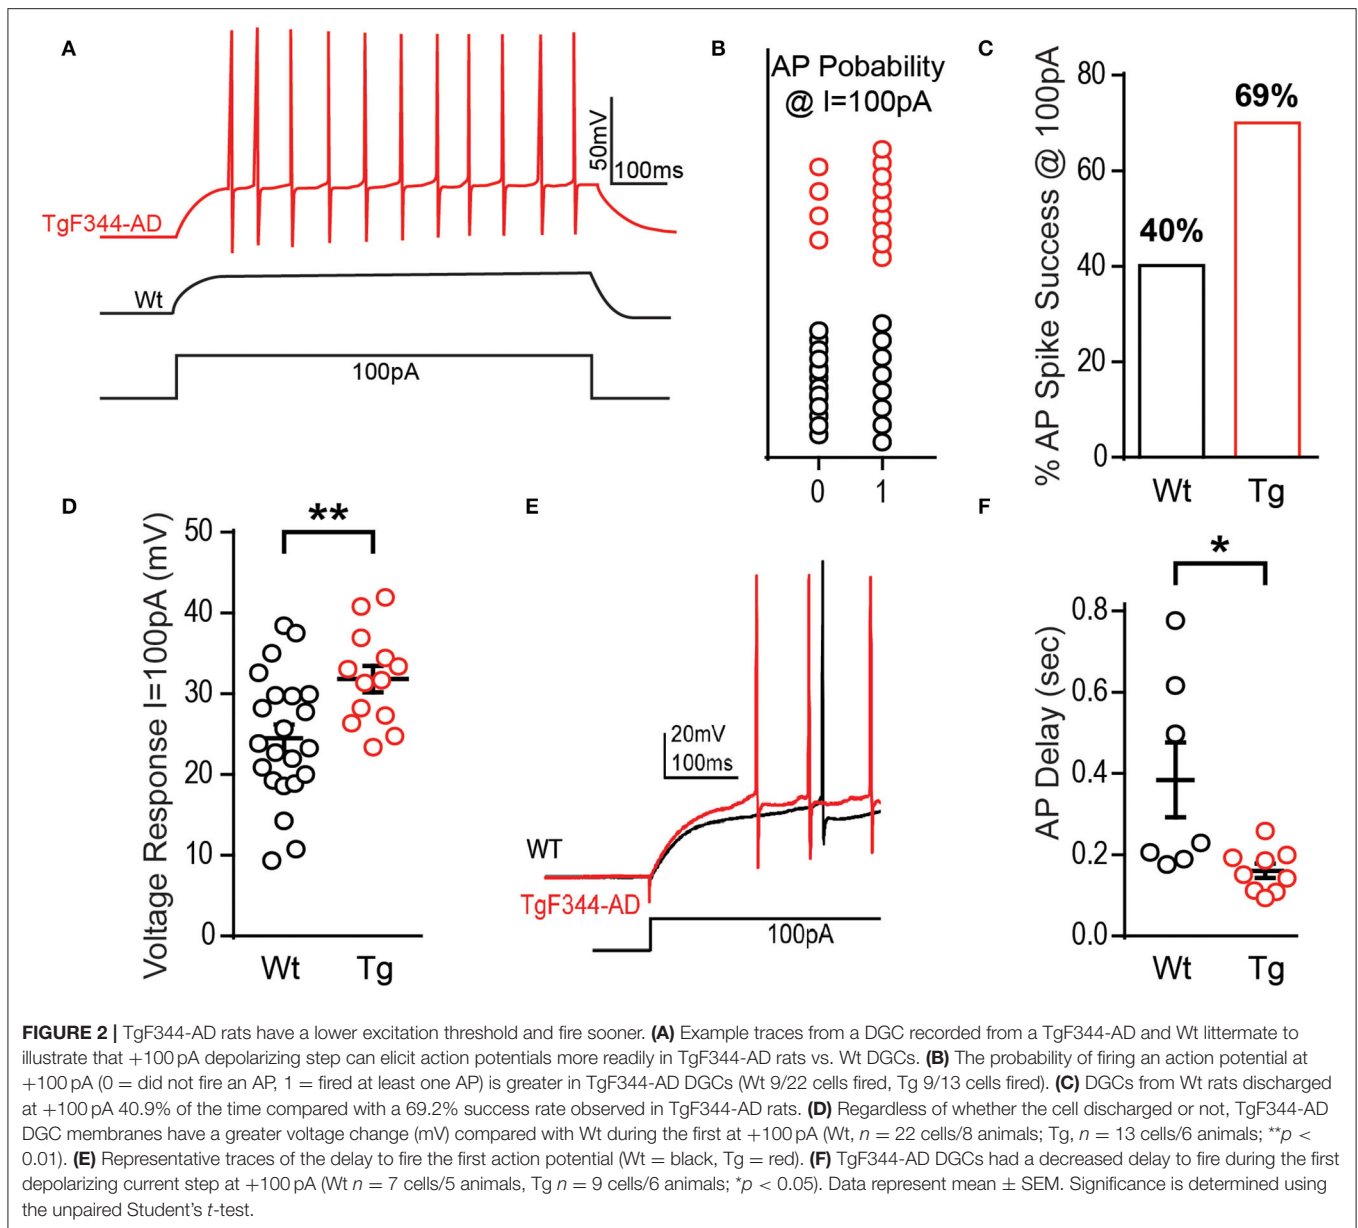 (A)
50mV
100ms
TgF344-AD
Wt
100pA
(B)
AP Pobability
@ I=100pA
0
1
(C)
% AP Spike Success @ 100pA
80
60
40
20
0
40%
69%
Wt
Tg
(D)
Voltage Response I=100pA (mV)
50
40
30
20
10
0
**
Wt
Tg
(E)
20mV
100ms
WT
TgF344-AD
100pA
(F)
AP Delay (sec)
0.8
0.6
0.4
0.2
0.0
*
Wt
Tg
FIGURE 2 | TgF344-AD rats have a lower excitation threshold and fire sooner. (A) Example traces from a DGC recorded from a TgF344-AD and Wt littermate to
illustrate that +100 pA depolarizing step can elicit action potentials more readily in TgF344-AD rats vs. Wt DGCs. (B) The probability of firing an action potential at
+100 pA (0 = did not fire an AP, 1 = fired at least one AP) is greater in TgF344-AD DGCs (Wt 9/22 cells fired, Tg 9/13 cells fired). (C) DGCs from Wt rats discharged
at +100 pA 40.9% of the time compared with a 69.2% success rate observed in TgF344-AD rats. (D) Regardless of whether the cell discharged or not, TgF344-AD
DGC membranes have a greater voltage change (mV) compared with Wt during the first at +100 pA (Wt, n = 22 cells/8 animals; Tg, n = 13 cells/6 animals; **p <
0.01). (E) Representative traces of the delay to fire the first action potential (Wt = black, Tg = red). (F) TgF344-AD DGCs had a decreased delay to fire during the first
depolarizing current step at +100 pA (Wt n = 7 cells/5 animals, Tg n = 9 cells/6 animals; *p < 0.05). Data represent mean ± SEM. Significance is determined using
the unpaired Student's t-test.